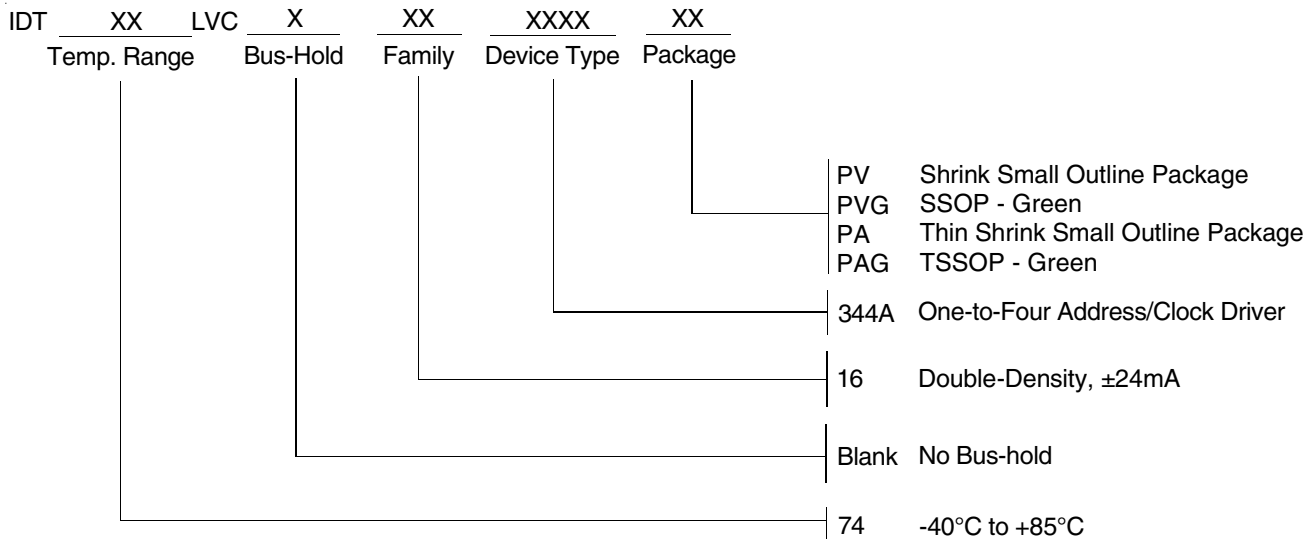 IDT XX LVC X XX XXXX XX
Temp. Range Bus-Hold Family Device Type Package
PV Shrink Small Outline Package
PVG SSOP - Green
PA Thin Shrink Small Outline Package
PAG TSSOP - Green
344A One-to-Four Address/Clock Driver
16 Double-Density, ±24mA
Blank No Bus-hold
74 -40°C to +85°C